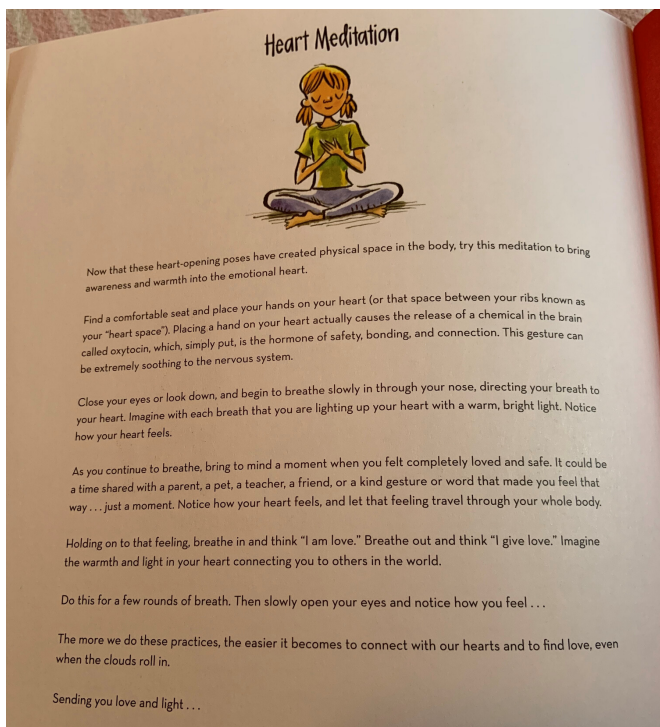 Heart Meditation
Now that these heart-opening poses have created physical space in the body, try this meditation to bring
awareness and warmth into the emotional heart.
Find a comfortable seat and place your hands on your heart (or that space between your ribs known as
your "heart space"). Placing a hand on your heart actually causes the release of a chemical in the brain
called oxytocin, which, simply put, is the hormone of safety, bonding, and connection. This gesture can
be extremely soothing to the nervous system.
Close your eyes or look down, and begin to breathe slowly in through your nose, directing your breath to
your heart. Imagine with each breath that you are lighting up your heart with a warm, bright light. Notice
how your heart feels.
As you continue to breathe, bring to mind a moment when you felt completely loved and safe. It could be
a time shared with a parent, a pet, a teacher, a friend, or a kind gesture or word that made you feel that
way . . . just a moment. Notice how your heart feels, and let that feeling travel through your whole body.
Holding on to that feeling, breathe in and think "I am love." Breathe out and think "I give love." Imagine
the warmth and light in your heart connecting you to others in the world.
Do this for a few rounds of breath. Then slowly open your eyes and notice how you feel . . .
The more we do these practices, the easier it becomes to connect with our hearts and to find love, even
when the clouds roll in.
Sending you love and light . . .